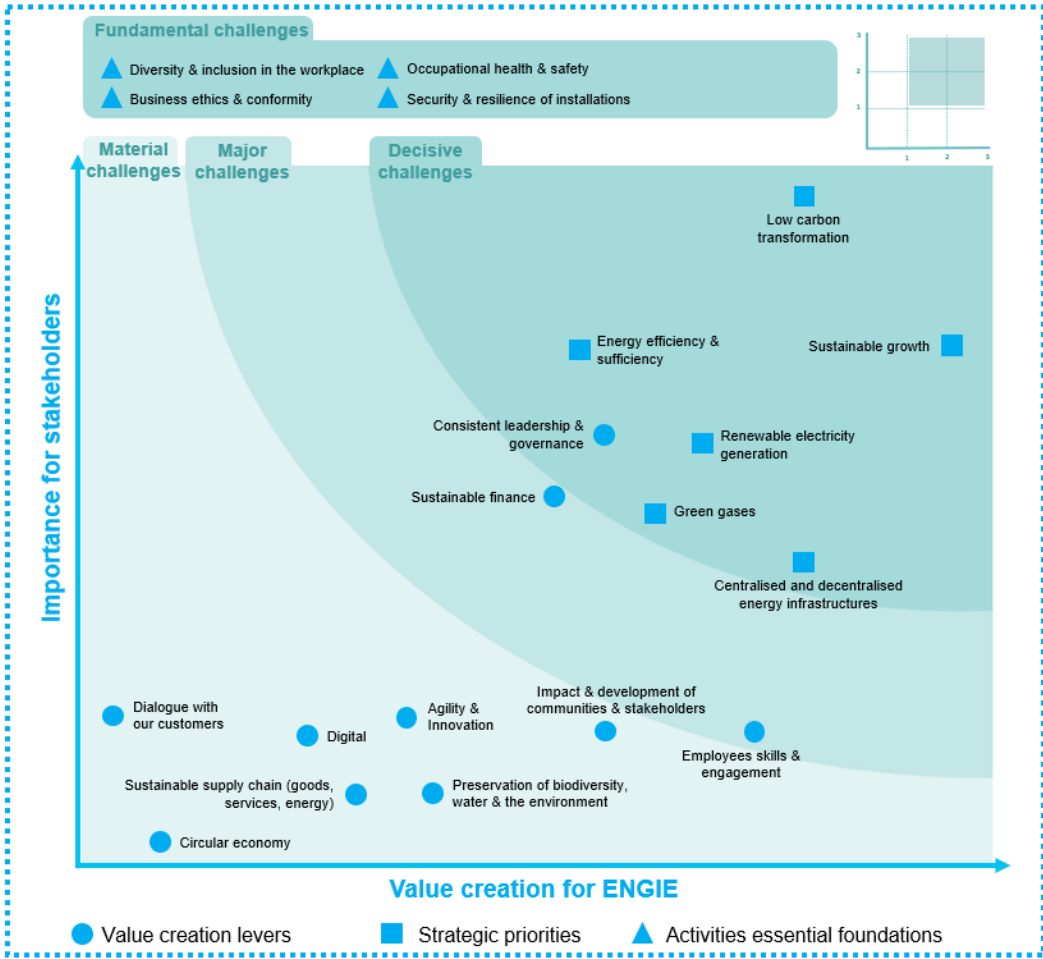 Fundamental challenges
Diversity & inclusion in the workplace
Occupational health & safety
Business ethics & conformity
Security & resilience of installations
3
2
1
1
2
3
Material
challenges
Major
challenges
Decisive
challenges
Importance for stakeholders
Low carbon
transformation
Energy efficiency &
sufficiency
Sustainable growth
Consistent leadership &
governance
Renewable electricity
generation
Sustainable finance
Green gases
Centralised and decentralised
energy infrastructures
Dialogue with
our customers
Digital
Agility &
Innovation
Impact & development of
communities & stakeholders
Employees skills &
engagement
Sustainable supply chain (goods,
services, energy)
Preservation of biodiversity,
water & the environment
Circular economy
Value creation for ENGIE
Value creation levers
Strategic priorities
Activities essential foundations